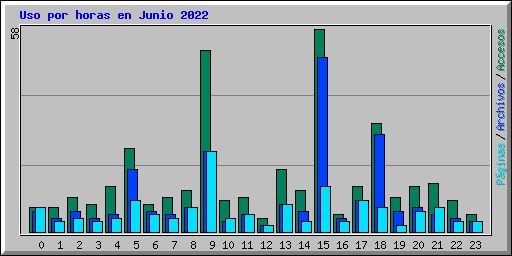 Uso por horas en Junio 2022
58
Páginas / Archivos / Accesos
0 1 2 3 4 5 6 7 8 9 10 11 12 13 14 15 16 17 18 19 20 21 22 23